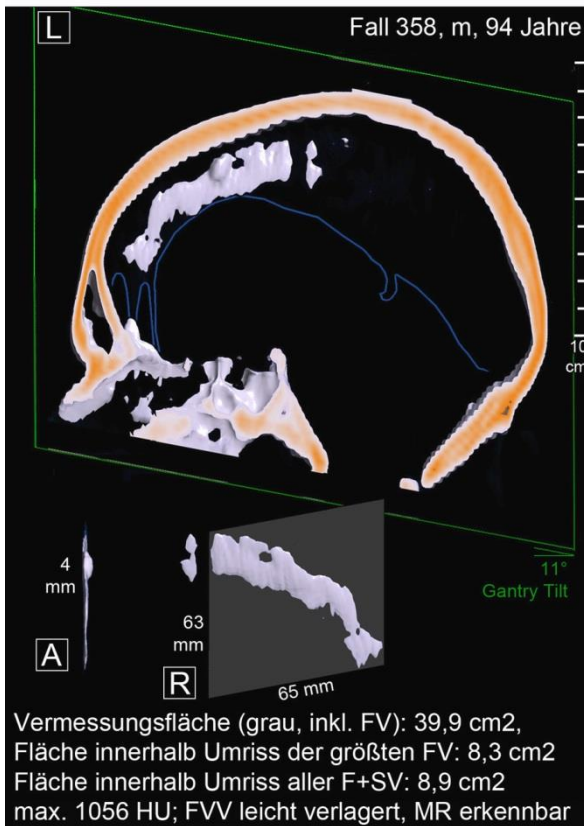 L
Fall 358, m, 94 Jahre
10
cm
11°
Gantry Tilt
4
mm
A
63
mm
R
65 mm
Vermessungsfläche (grau, inkl. FV): 39,9 cm2,
Fläche innerhalb Umriss der größten FV: 8,3 cm2
Fläche innerhalb Umriss aller F+SV: 8,9 cm2
max. 1056 HU; FVV leicht verlagert, MR erkennbar